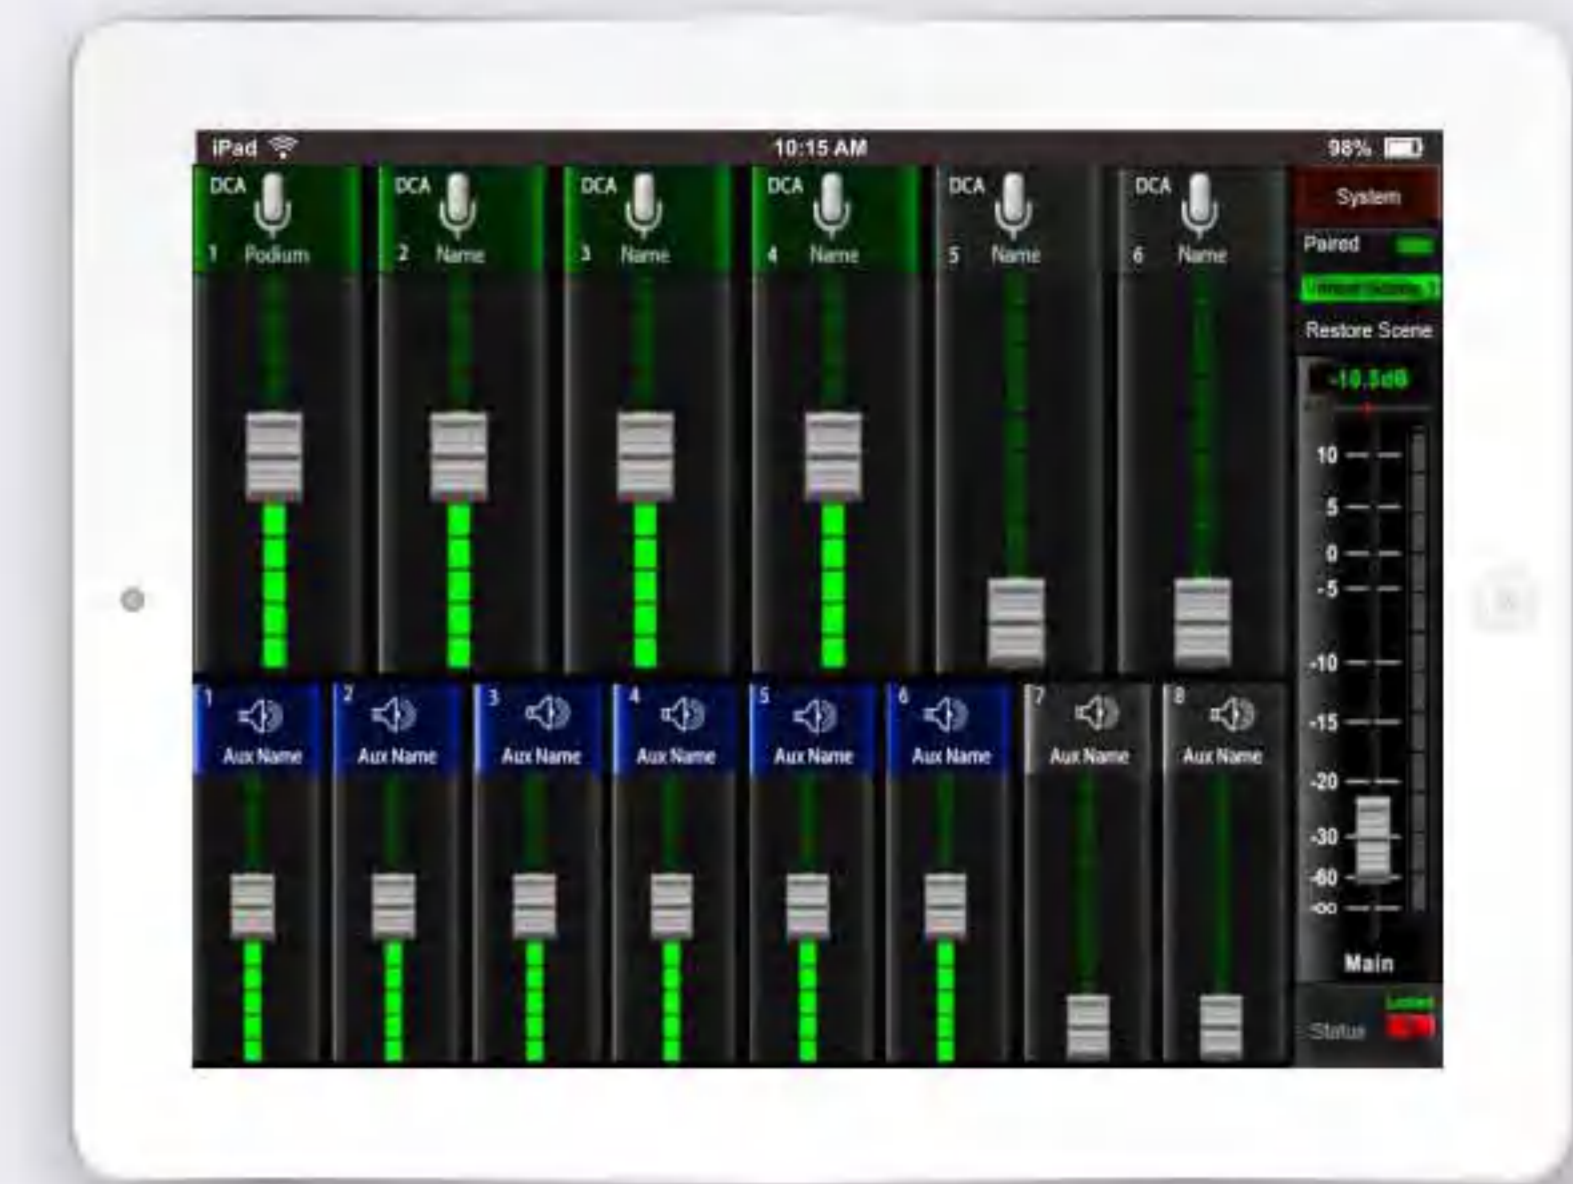 iPad 10:15 AM 98%
DCA DCA DCA DCA DCA DCA System
1 Podium 2 Name 3 Name 4 Name 5 Name 6 Name
Paired
Restore Scene
10
5
0
-5
-10
-15
-20
-30
-60
-oo
Main
Status
1 2 3 4 5 6 7 8
Aux Name Aux Name Aux Name Aux Name Aux Name Aux Name Aux Name Aux Name